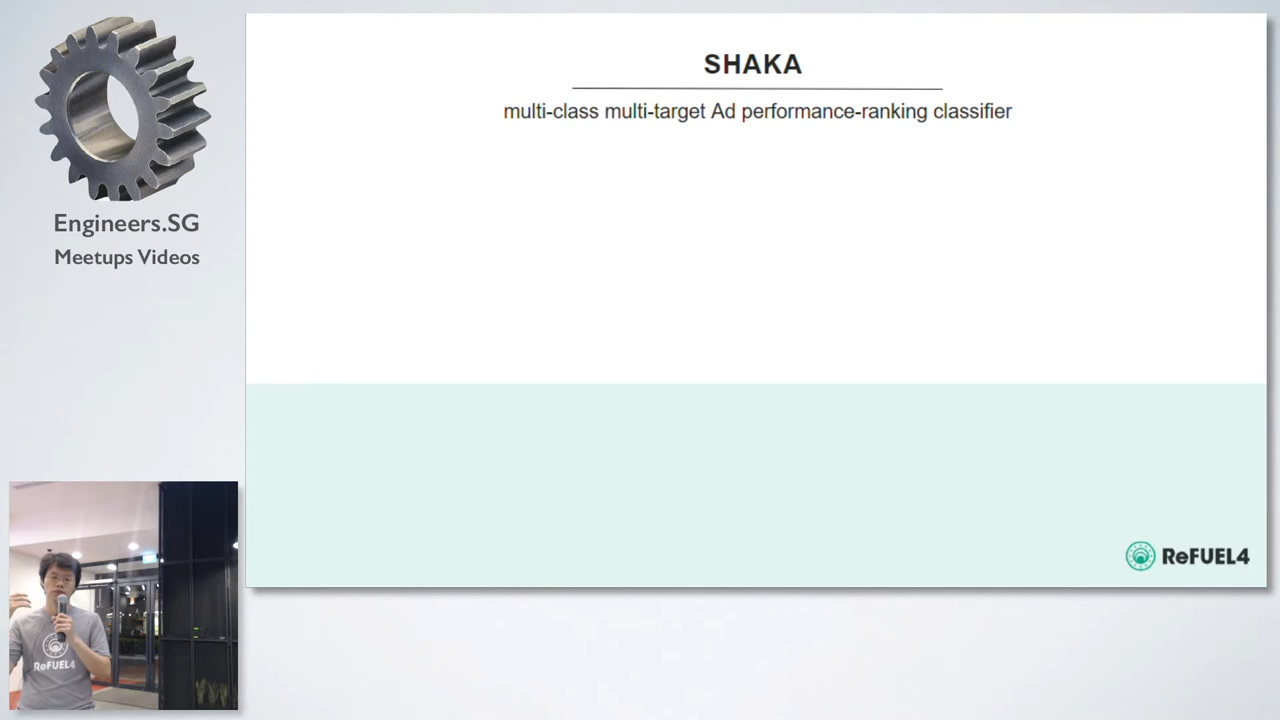 Engineers.SG
Meetups Videos
SHAKA
multi-class multi-target Ad performance-ranking classifier
ReFUEL4
ReFUEL4